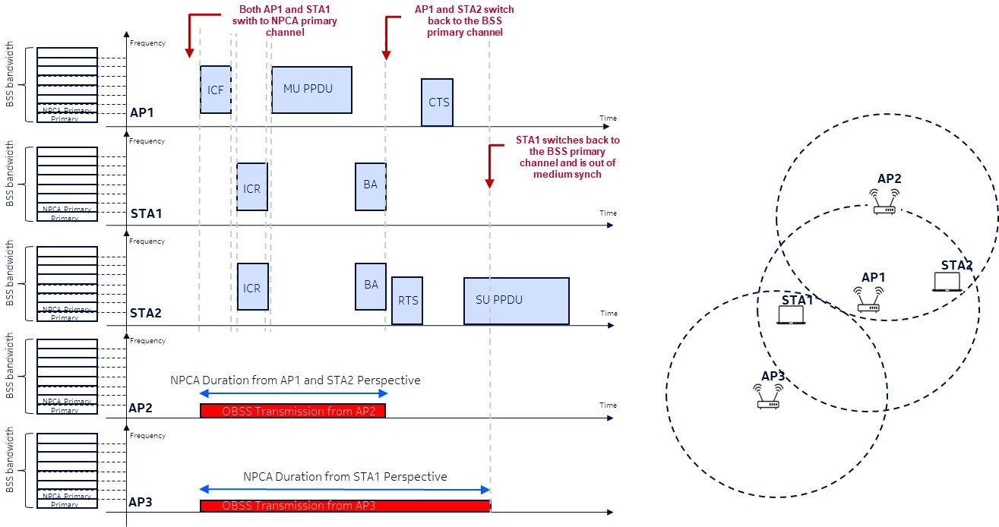 Both AP1 and STA1
swith to NPCA primary
channel
AP1 and STA2 switch
back to the BSS
primary channel
BSS bandwidth
NPCA Primary
Primary
Frequency
AP1
ICF
MU PPDU
CTS
Time
STA1 switches back to
the BSS primary
channel and is out of
medium synch
BSS bandwidth
NPCA Primary
Primary
Frequency
STA1
ICR
BA
Time
BSS bandwidth
NPCA Primary
Primary
Frequency
STA2
ICR
BA
RTS
SU PPDU
Time
BSS bandwidth
NPCA Primary
Primary
Frequency
AP2
NPCA Duration from AP1 and STA2 Perspective
OBSS Transmission from AP2
Time
BSS bandwidth
NPCA Primary
Primary
Frequency
AP3
NPCA Duration from STA1 Perspective
OBSS Transmission from AP3
AP2
STA2
AP1
STA1
AP3